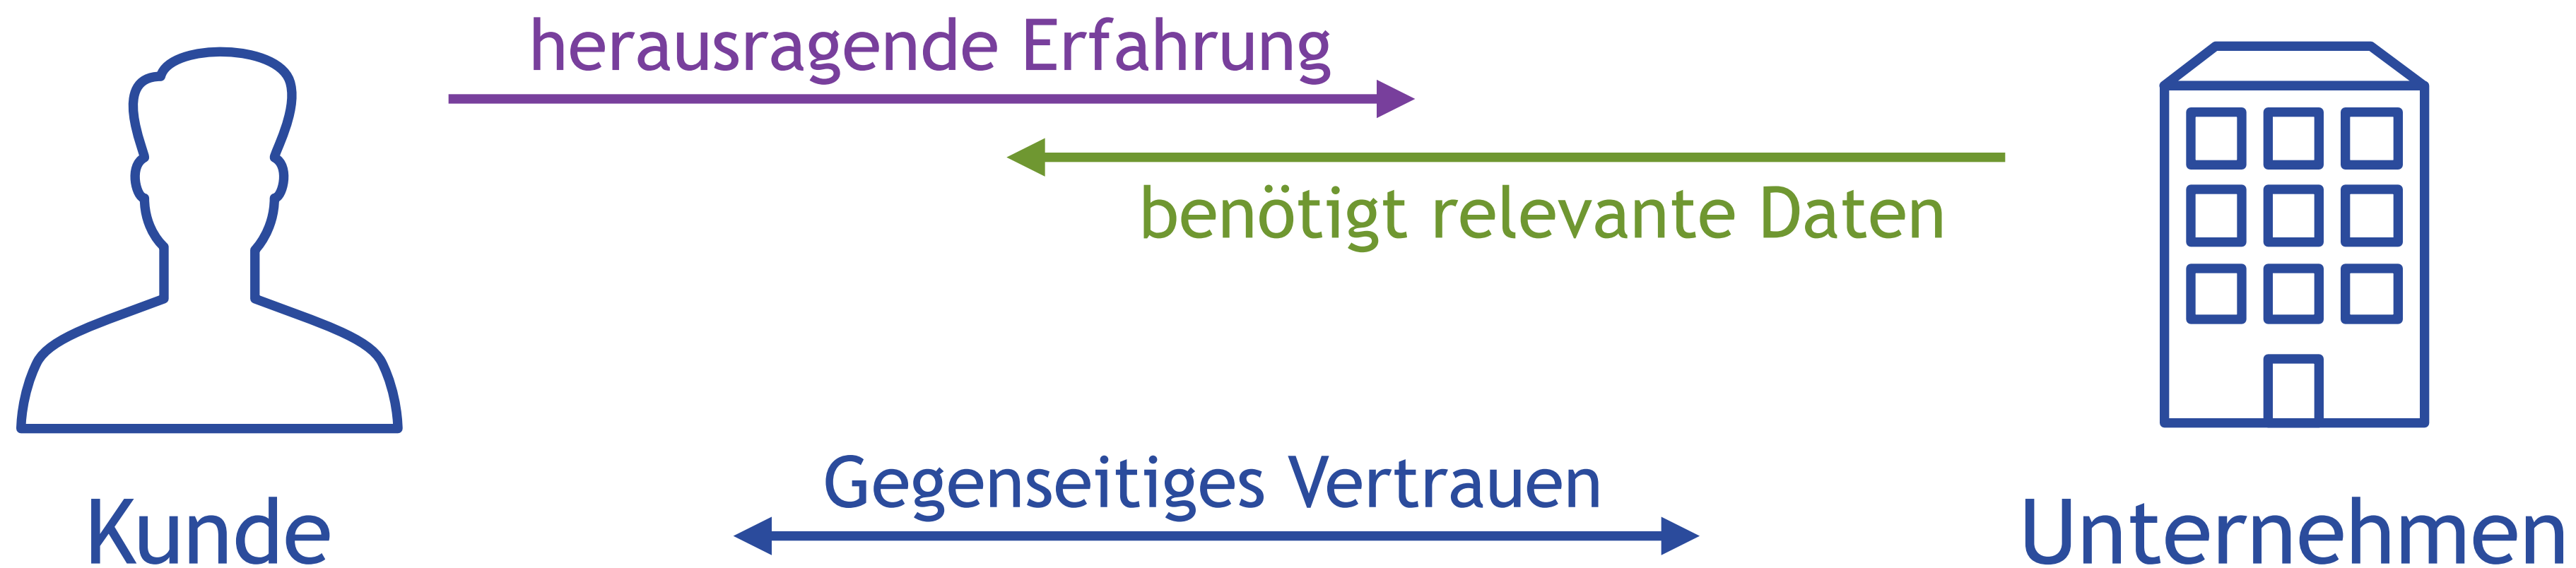 herausragende Erfahrung
benötigt relevante Daten
Gegenseitiges Vertrauen
Kunde
Unternehmen